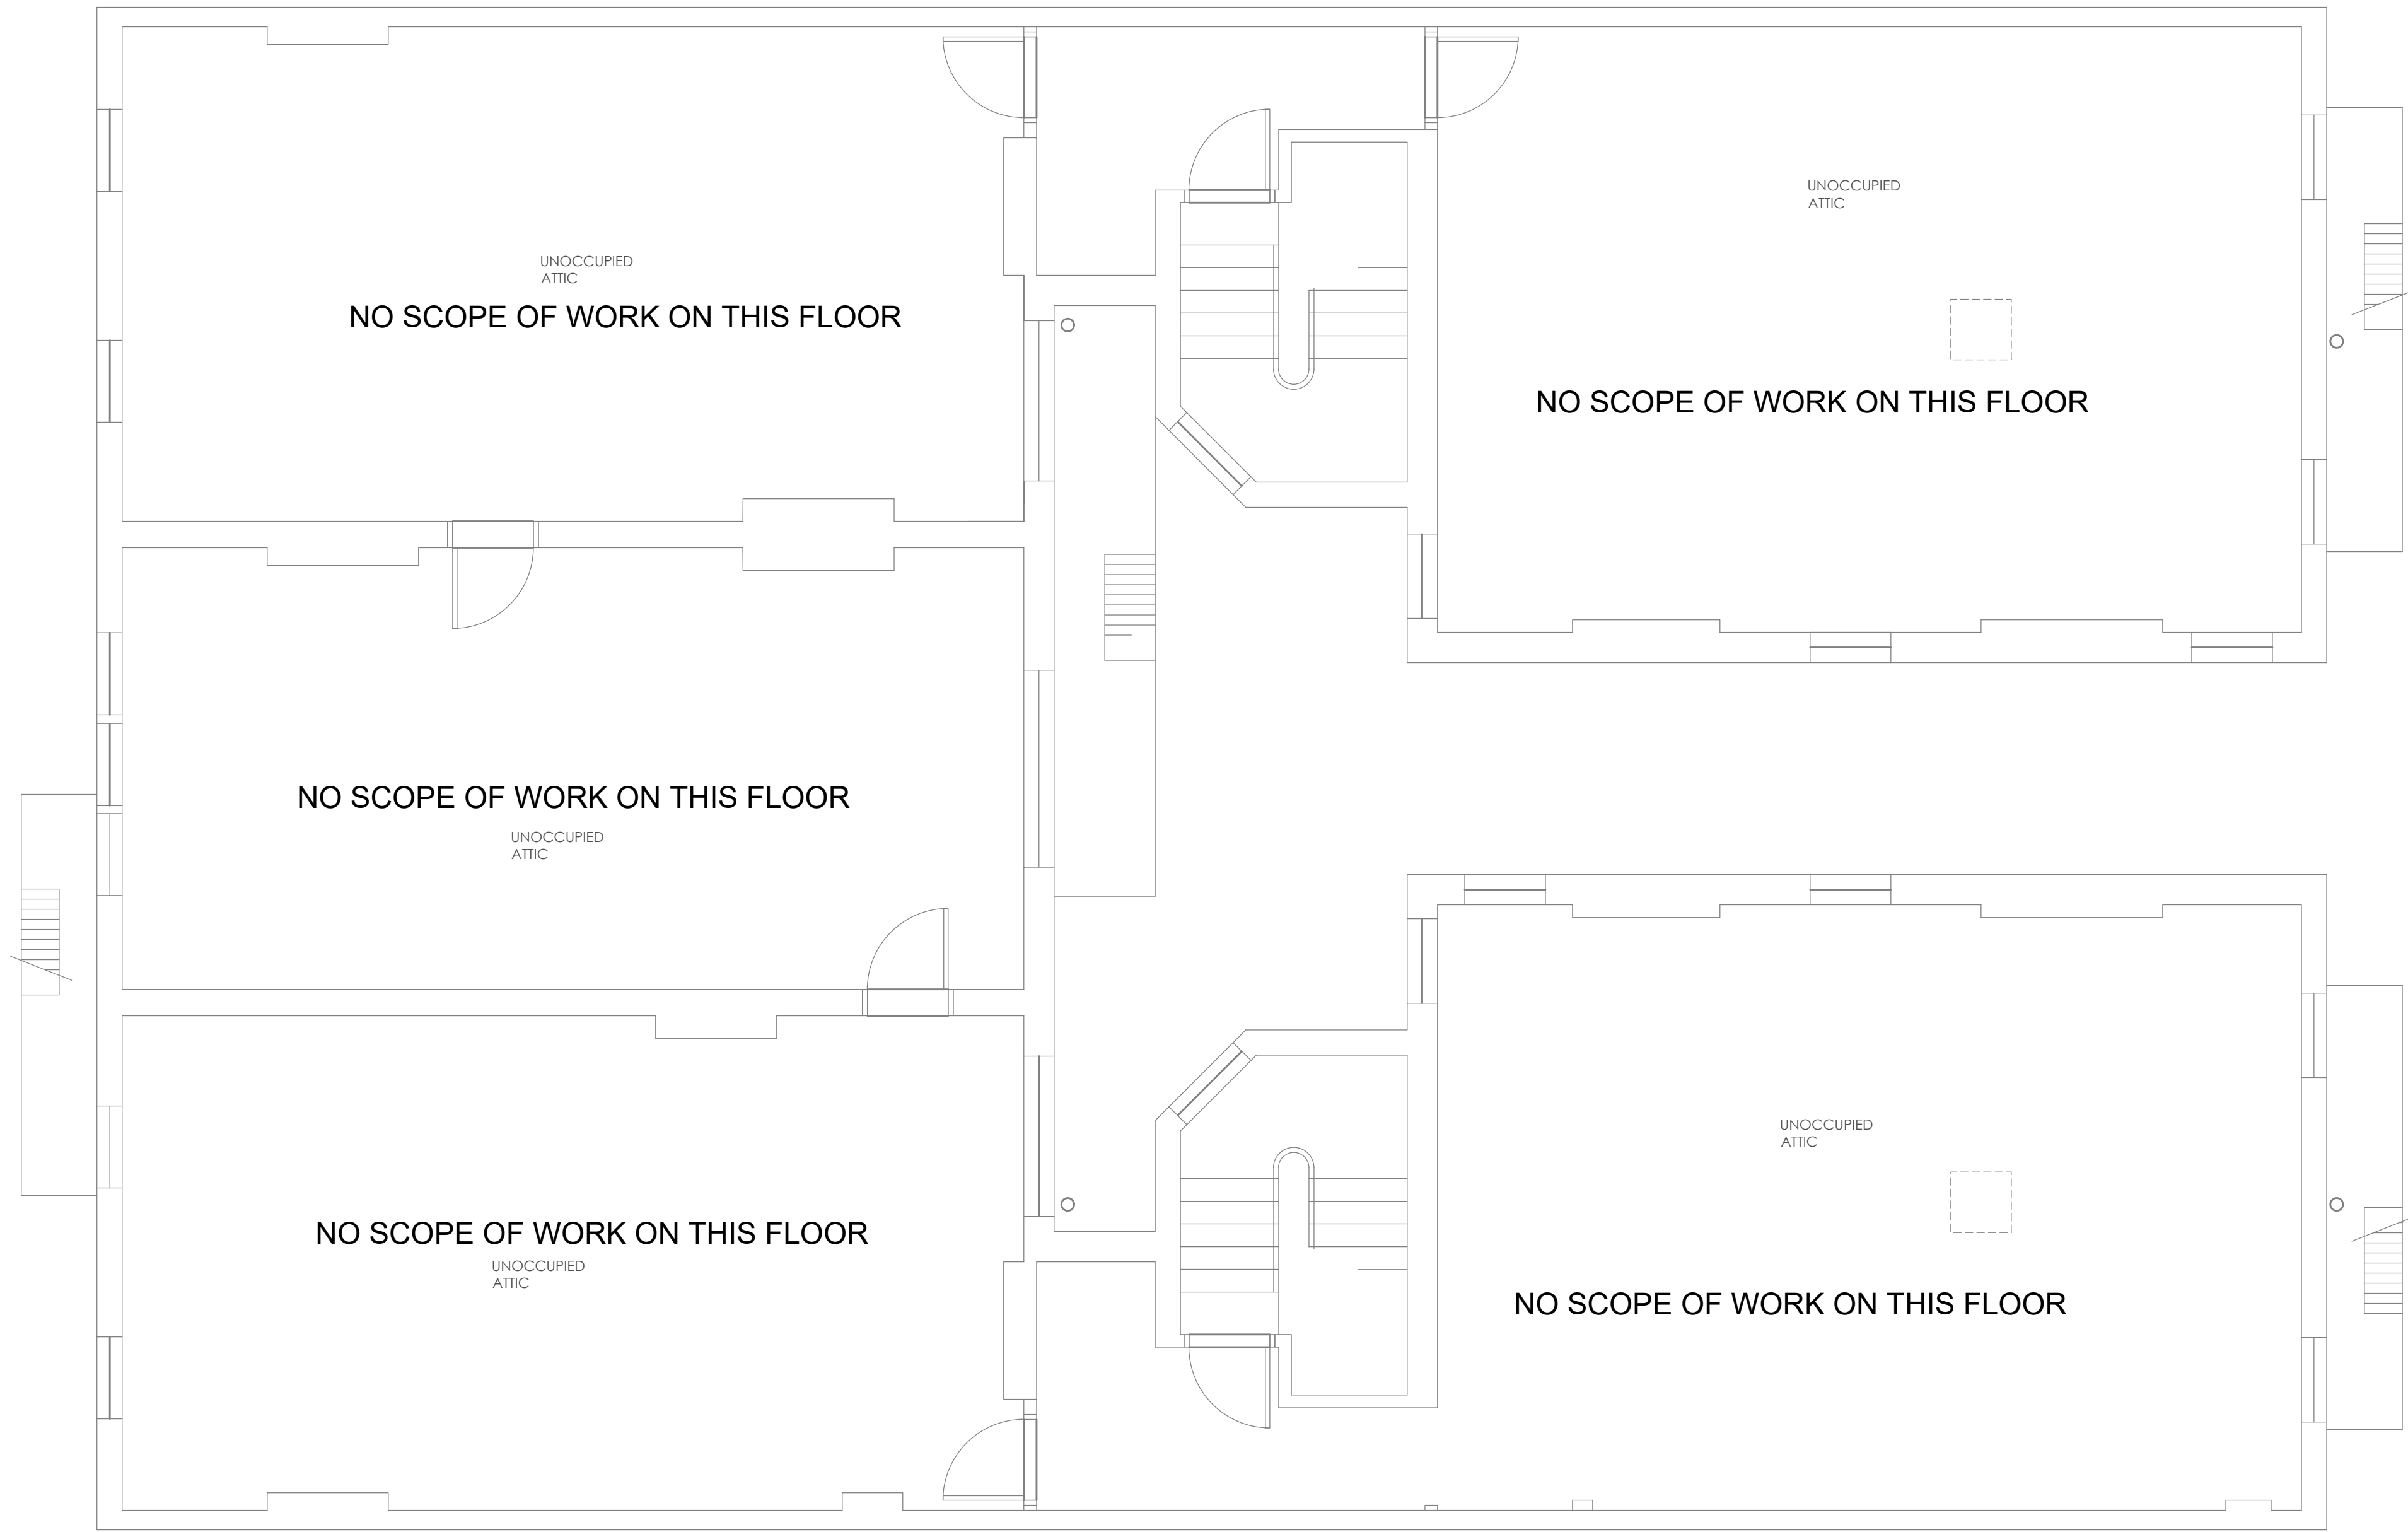 UNOCCUPIED
ATTIC
NO SCOPE OF WORK ON THIS FLOOR
UNOCCUPIED
ATTIC
NO SCOPE OF WORK ON THIS FLOOR
NO SCOPE OF WORK ON THIS FLOOR
UNOCCUPIED
ATTIC
NO SCOPE OF WORK ON THIS FLOOR
UNOCCUPIED
ATTIC
UNOCCUPIED
ATTIC
NO SCOPE OF WORK ON THIS FLOOR